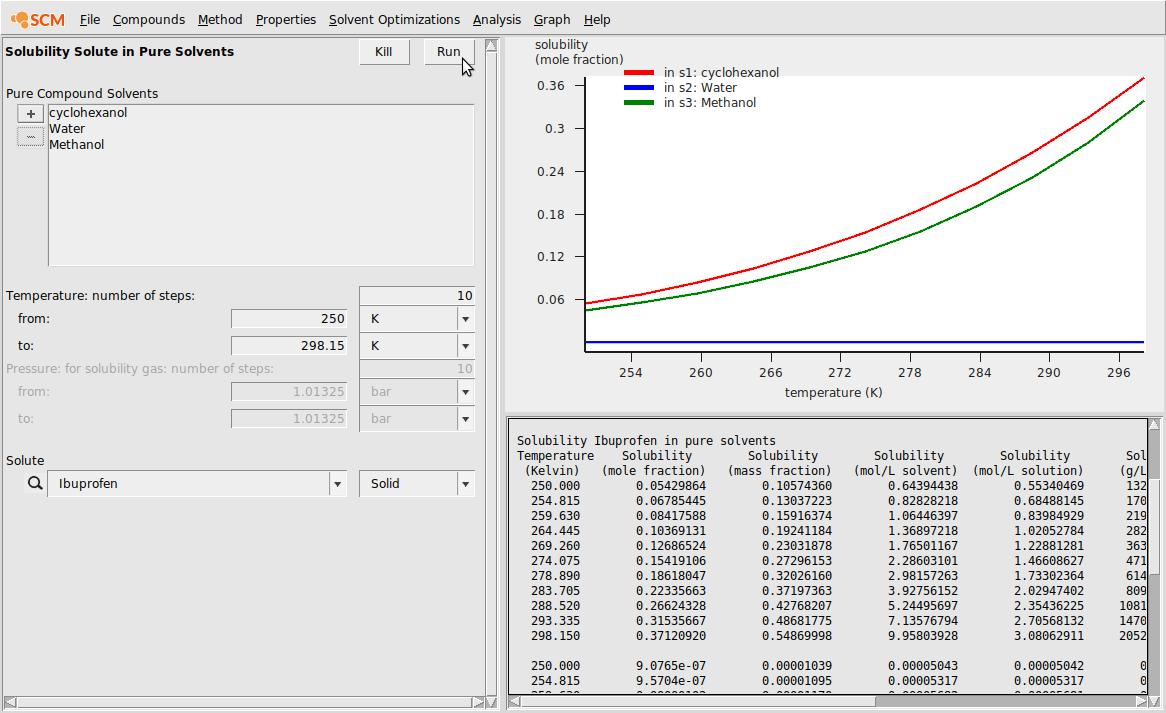 SCM File Compounds Method Properties Solvent Optimizations Analysis Graph Help
Solubility Solute in Pure Solvents Kill Run
Pure Compound Solvents
+ cyclohexanol
Water
Methanol
Temperature: number of steps: 10
from: 250 K
to: 298.15 K
Pressure: for solubility gas: number of steps: 10
from: 1.01325 bar
to: 1.01325 bar
Solute
Ibuprofen Solid
solubility
(mole fraction)
in s1: cyclohexanol
in s2: Water
in s3: Methanol
0.36
0.3
0.24
0.18
0.12
0.06
254 260 266 272 278 284 290 296
temperature (K)
Solubility Ibuprofen in pure solvents
Temperature Solubility Solubility Solubility Solubility Sol
(Kelvin) (mole fraction) (mass fraction) (mol/L solvent) (mol/L solution) (g/L
250.000 0.05429864 0.10574360 0.64394438 0.55340469 132
254.815 0.06785445 0.13037223 0.82828218 0.68488145 170
259.630 0.08417588 0.15916374 1.06446397 0.83984929 219
264.445 0.10369131 0.19241184 1.36897218 1.02052784 282
269.260 0.12686524 0.23031878 1.76501167 1.22881281 363
274.075 0.15419106 0.27296153 2.28603101 1.46608627 471
278.890 0.18618047 0.32026160 2.98157263 1.73302364 614
283.705 0.22335663 0.37197363 3.92756152 2.02947402 809
288.520 0.26624328 0.42768207 5.24495697 2.35436225 1081
293.335 0.31535667 0.48681775 7.13576794 2.70568132 1470
298.150 0.37120920 0.54869998 9.95803928 3.08062911 2052
250.000 9.0765e-07 0.00001039 0.00005043 0.00005042 0
254.815 9.5704e-07 0.00001095 0.00005317 0.00005317 0